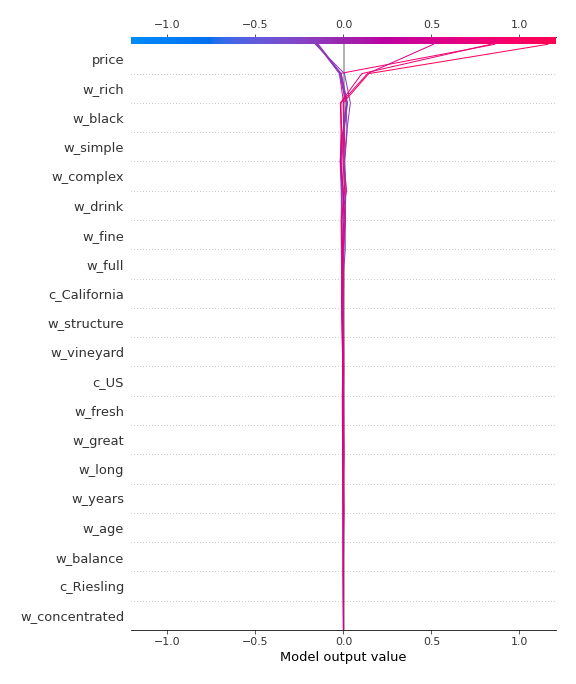 −1.0 −0.5 0.0 0.5 1.0
price
w_rich
w_black
w_simple
w_complex
w_drink
w_fine
w_full
c_California
w_structure
w_vineyard
c_US
w_fresh
w_great
w_long
w_years
w_age
w_balance
c_Riesling
w_concentrated
−1.0 −0.5 0.0 0.5 1.0
Model output value